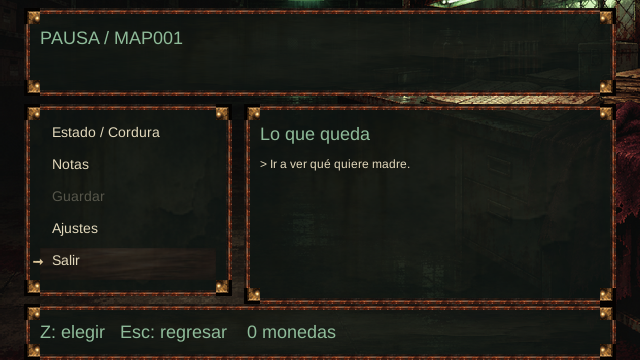 PAUSA / MAP001
Estado / Cordura
Notas
Guardar
Ajustes
→ Salir
Lo que queda
> Ir a ver qué quiere madre.
Z: elegir Esc: regresar 0 monedas